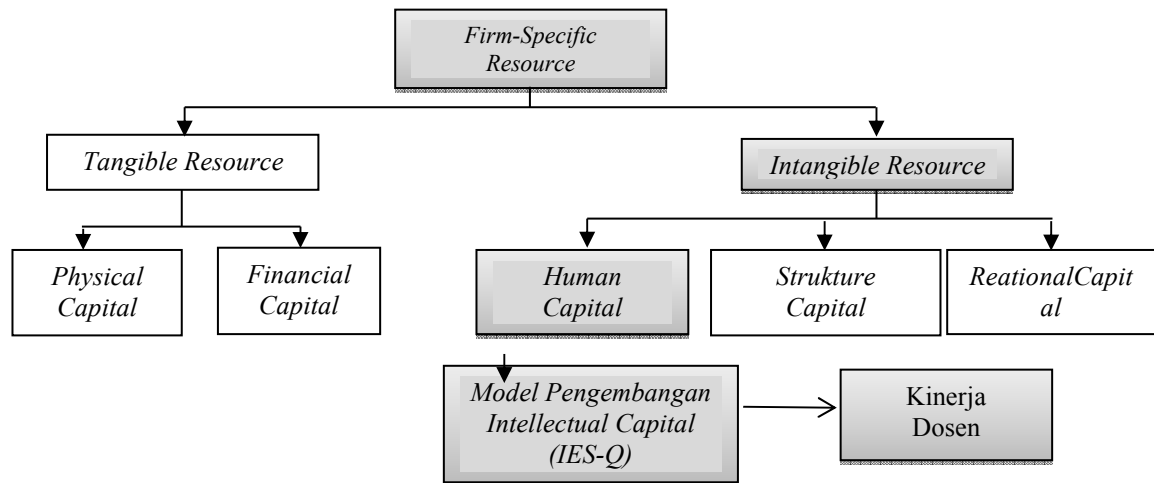 Firm-Specific
Resource
Tangible Resource
Intangible Resource
Physical
Capital
Financial
Capital
Human
Capital
Strukture
Capital
ReationalCapit
al
Model Pengembangan
Intellectual Capital
(IES-Q)
Kinerja
Dosen